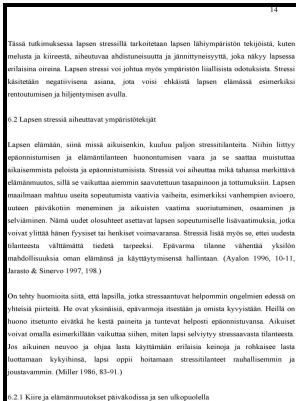 14
Tässä tutkimuksessa lapsen stressillä tarkoitetaan lapsen lähiympäristön tekijöistä, kuten
melusta ja kiireestä, aiheutuvaa ahdistuneisuutta ja jännittyneisyyttä, joka näkyy lapsessa
erilaisina oireina. Lapsen stressi voi johtua myös ympäristön liiallisista odotuksista. Stressi
käsitetään negatiivisena asiana, jota voisi ehkäistä lapsen elämässä esimerkiksi
rentoutumisen ja hiljentymisen avulla.
6.2 Lapsen stressiä aiheuttavat ympäristötekijät
Lapsen elämään, siinä missä aikuisenkin, kuuluu paljon stressitilanteita. Niihin liittyy
epäonnistumisen ja elämäntilanteen huonontumisen vaara ja se saattaa muistuttaa
aikaisemmista peloista ja epäonnistumisista. Stressiä voi aiheuttaa mikä tahansa merkittävä
elämänmuutos, sillä se vaikuttaa aiemmin saavutettuun tasapainoon ja tottumuksiin. Lapsen
maailmaan mahtuu useita sopeutumista vaativia vaiheita, esimerkiksi vanhempien avioero,
uuteen päiväkotiin meneminen ja aikuisten vaatima suoriutuminen, osaaminen ja
selviäminen. Nämä uudet olosuhteet asettavat lapsen sopeutumiselle lisävaatimuksia, jotka
voivat ylittää hänen fyysiset tai henkiset voimavaransa. Stressiä lisää myös se, ettei uudesta
tilanteesta välttämättä tiedetä tarpeeksi. Epävarma tilanne vähentää yksilön
mahdollisuuksia oman elämänsä ja käyttäytymisensä hallintaan. (Ayalon 1996, 10-11,
Jarasto & Sinervo 1997, 198.)
On tehty huomioita siitä, että lapsilla, jotka stressaantuvat helpommin ongelmien edessä on
yhteisiä piirteitä. He ovat yksinäisiä, epävarmoja itsestään ja omista kyvyistään. Heillä on
huono itsetunto eivätkä he kestä paineita ja tuntevat helposti epäonnistuvansa. Aikuiset
voivat omalla esimerkillään vaikuttaa siihen, miten lapsi selviytyy stressaavasta tilanteesta.
Jos aikuinen neuvoo ja ohjaa lasta käyttämään erilaisia keinoja ja rohkaisee lasta
luottamaan kykyihinsä, lapsi oppii hoitamaan stressitilanteet rauhallisemmin ja
joustavammin. (Miller 1986, 83-91.)
6.2.1 Kiire ja elämänmuutokset päiväkodissa ja sen ulkopuolella